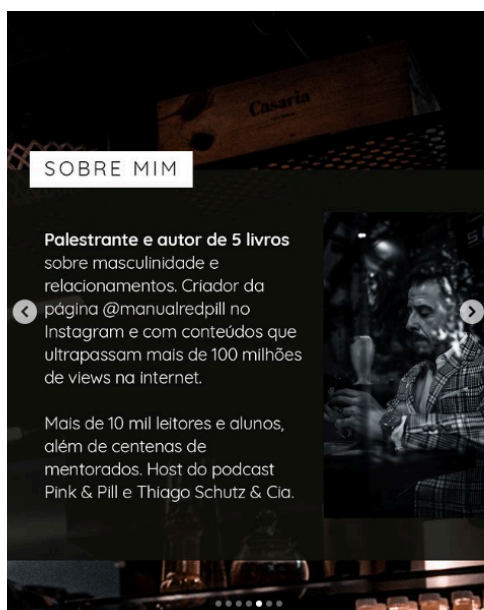 Casaria
SOBRE MIM
Palestrante e autor de 5 livros
sobre masculinidade e
relacionamentos. Criador da
página @manualredpill no
Instagram e com conteúdos que
ultrapassam mais de 100 milhões
de views na internet.
Mais de 10 mil leitores e alunos,
além de centenas de
mentorados. Host do podcast
Pink & Pill e Thiago Schutz & Cia.